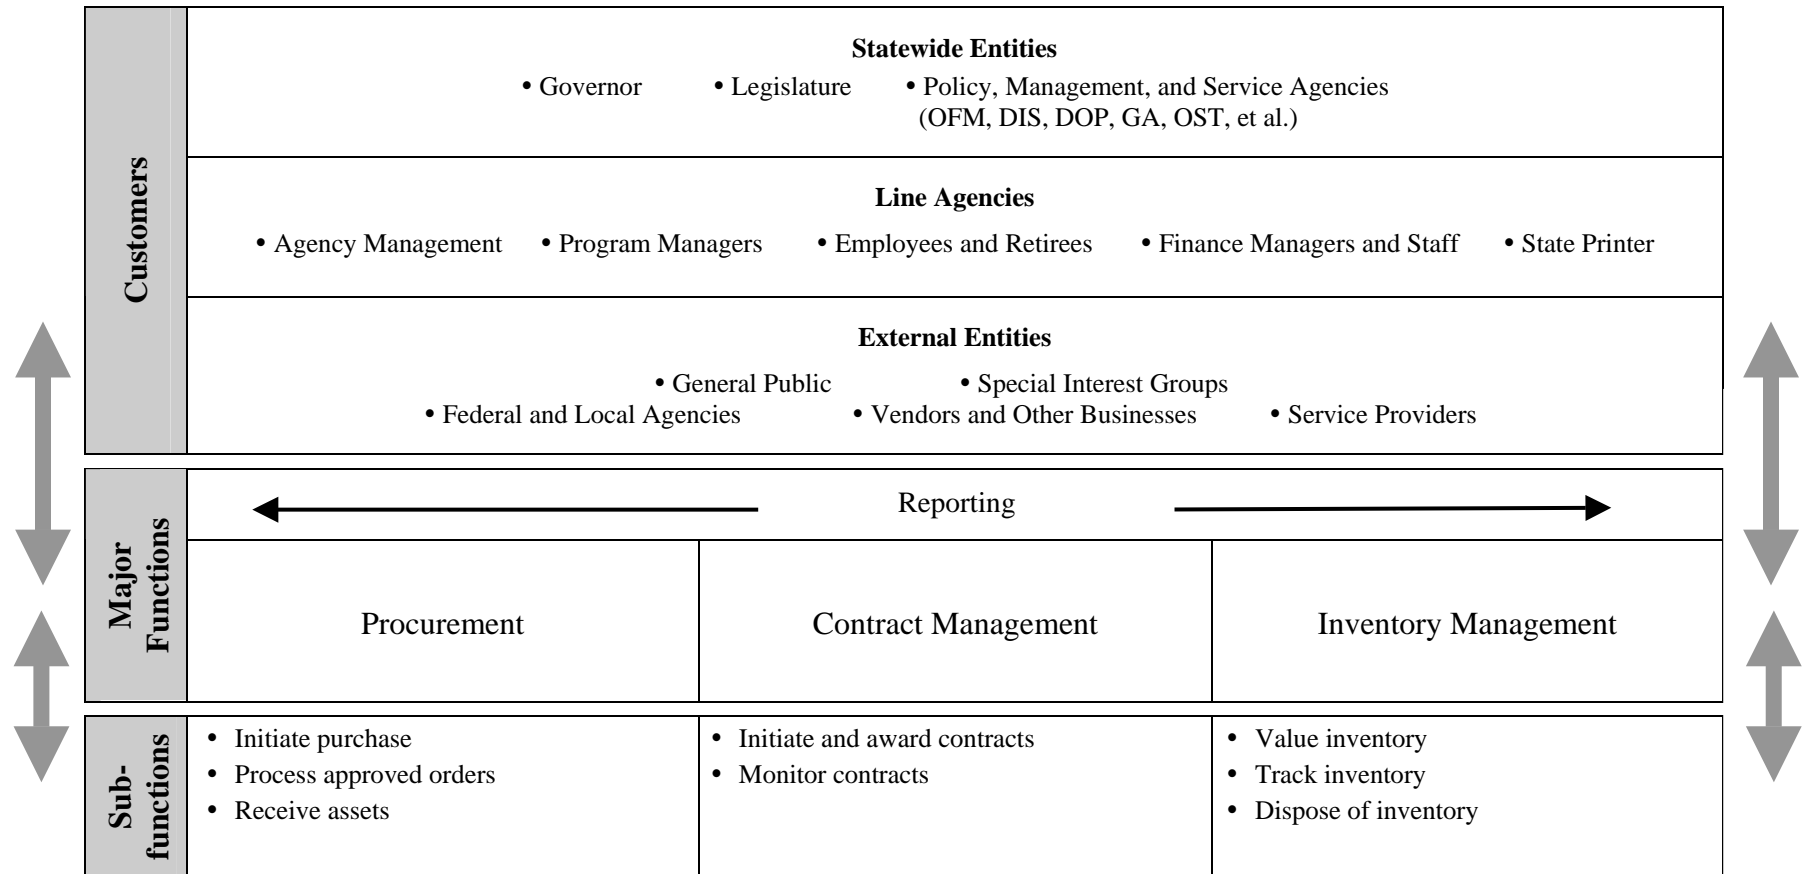 Customers
Statewide Entities
• Governor • Legislature • Policy, Management, and Service Agencies
(OFM, DIS, DOP, GA, OST, et al.)
Line Agencies
• Agency Management • Program Managers • Employees and Retirees • Finance Managers and Staff • State Printer
External Entities
• General Public • Special Interest Groups
• Federal and Local Agencies • Vendors and Other Businesses • Service Providers
Major
Functions
Reporting
Procurement
Contract Management
Inventory Management
Sub-
functions
• Initiate purchase
• Process approved orders
• Receive assets
• Initiate and award contracts
• Monitor contracts
• Value inventory
• Track inventory
• Dispose of inventory